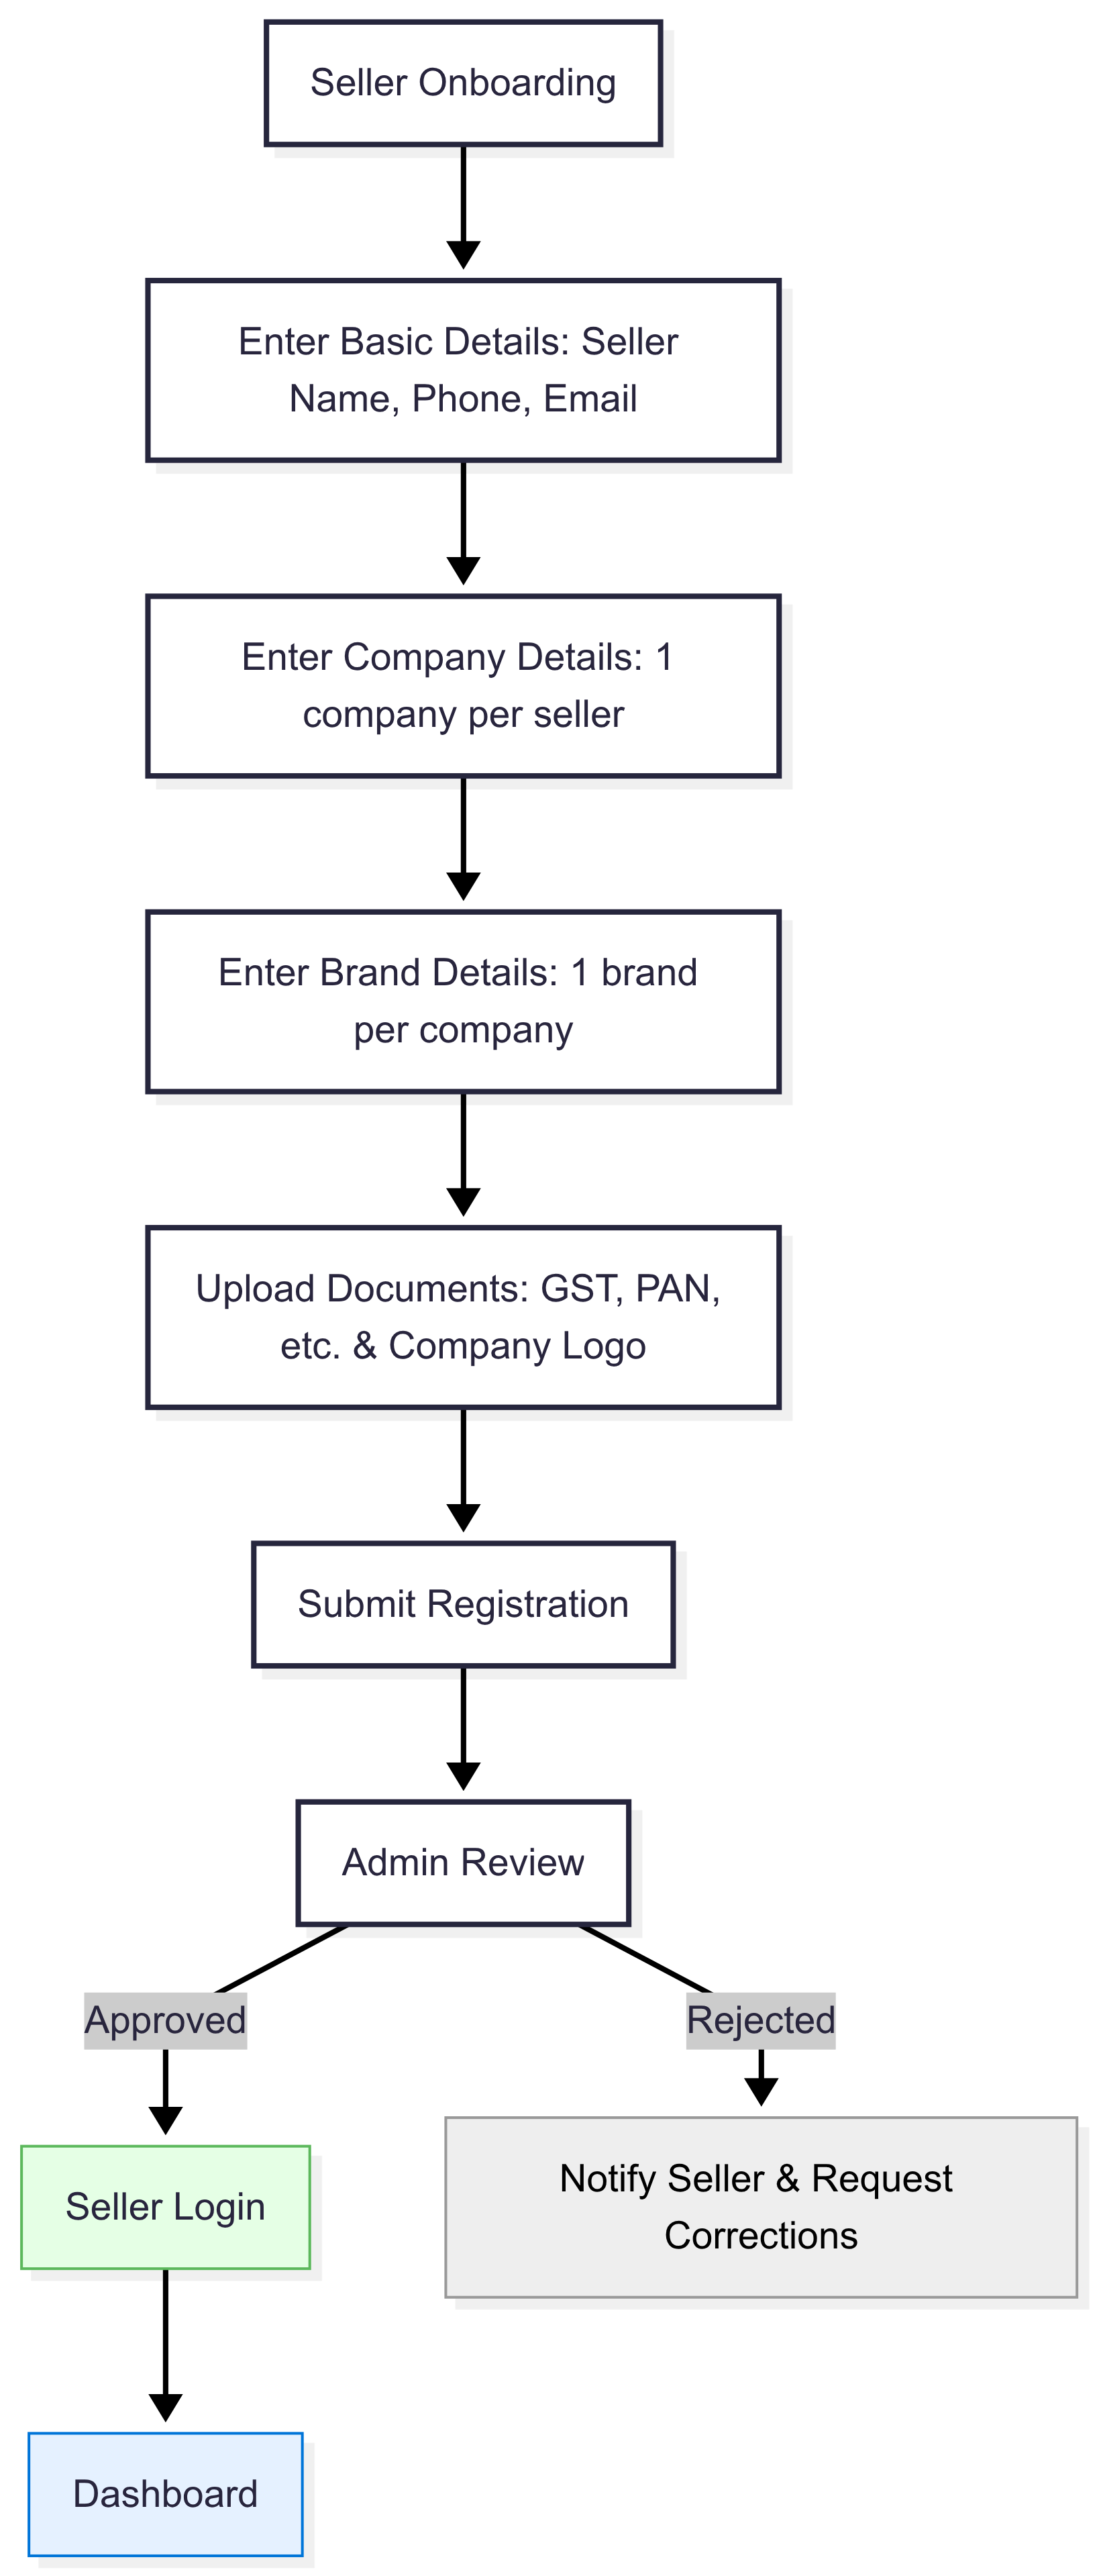 Seller Onboarding
Enter Basic Details: Seller
Name, Phone, Email
Enter Company Details: 1
company per seller
Enter Brand Details: 1 brand
per company
Upload Documents: GST, PAN,
etc. & Company Logo
Submit Registration
Admin Review
Approved
Rejected
Seller Login
Notify Seller & Request
Corrections
Dashboard